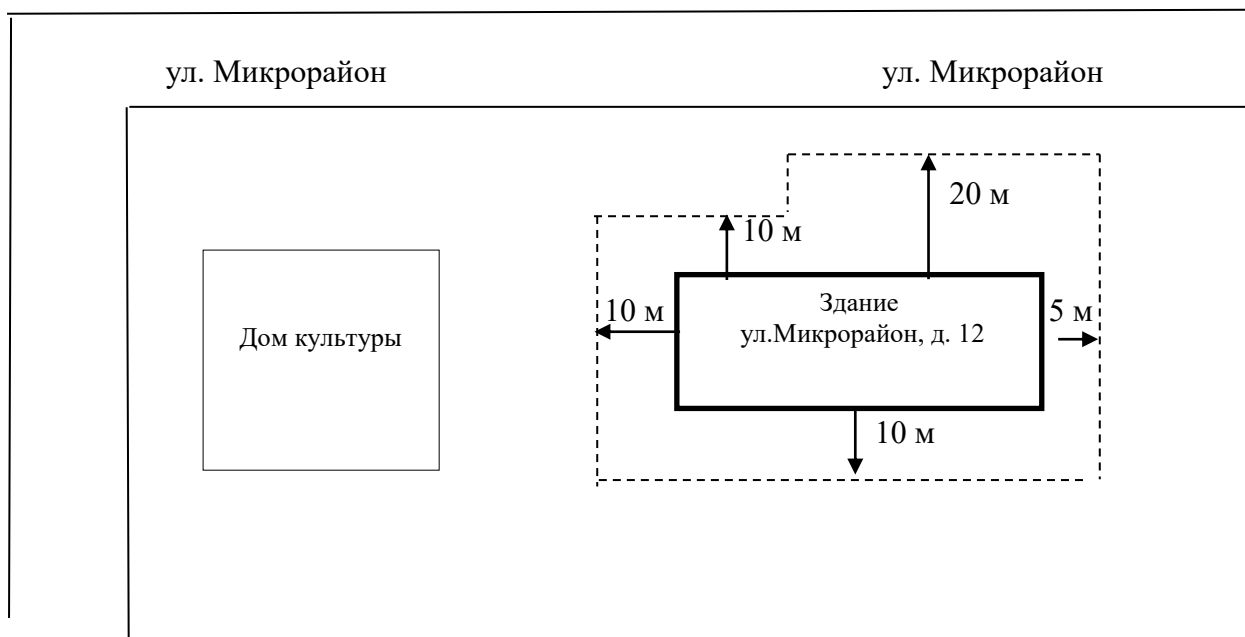 ул. Микрорайон
ул. Микрорайон
20 м
10 м
10 м
Здание
ул.Микрорайон, д. 12
5 м
Дом культуры
10 м